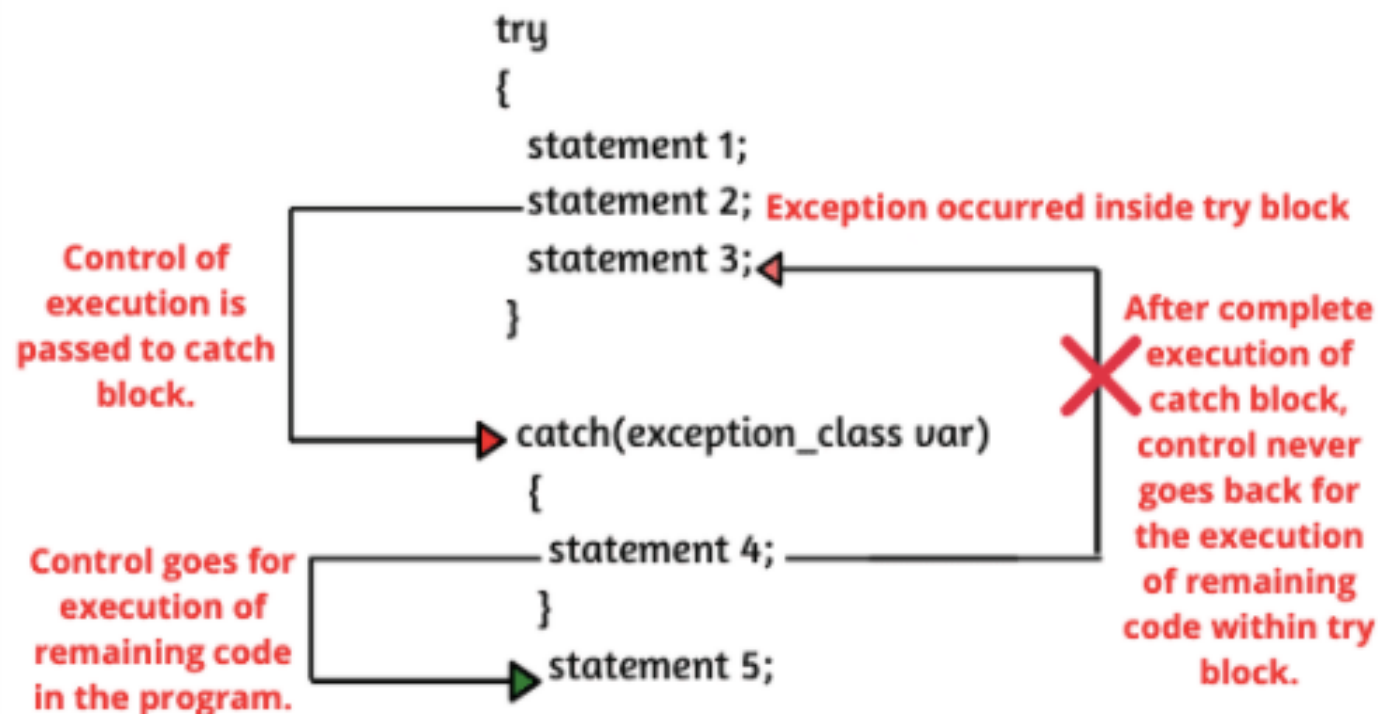 try
{
statement 1;
statement 2; Exception occurred inside try block
statement 3;
}
Control of
execution is
passed to catch
block.
After complete
execution of
catch block,
control never
goes back for
the execution
of remaining
code within try
block.
catch(exception_class var)
{
statement 4;
}
statement 5;
Control goes for
execution of
remaining code
in the program.